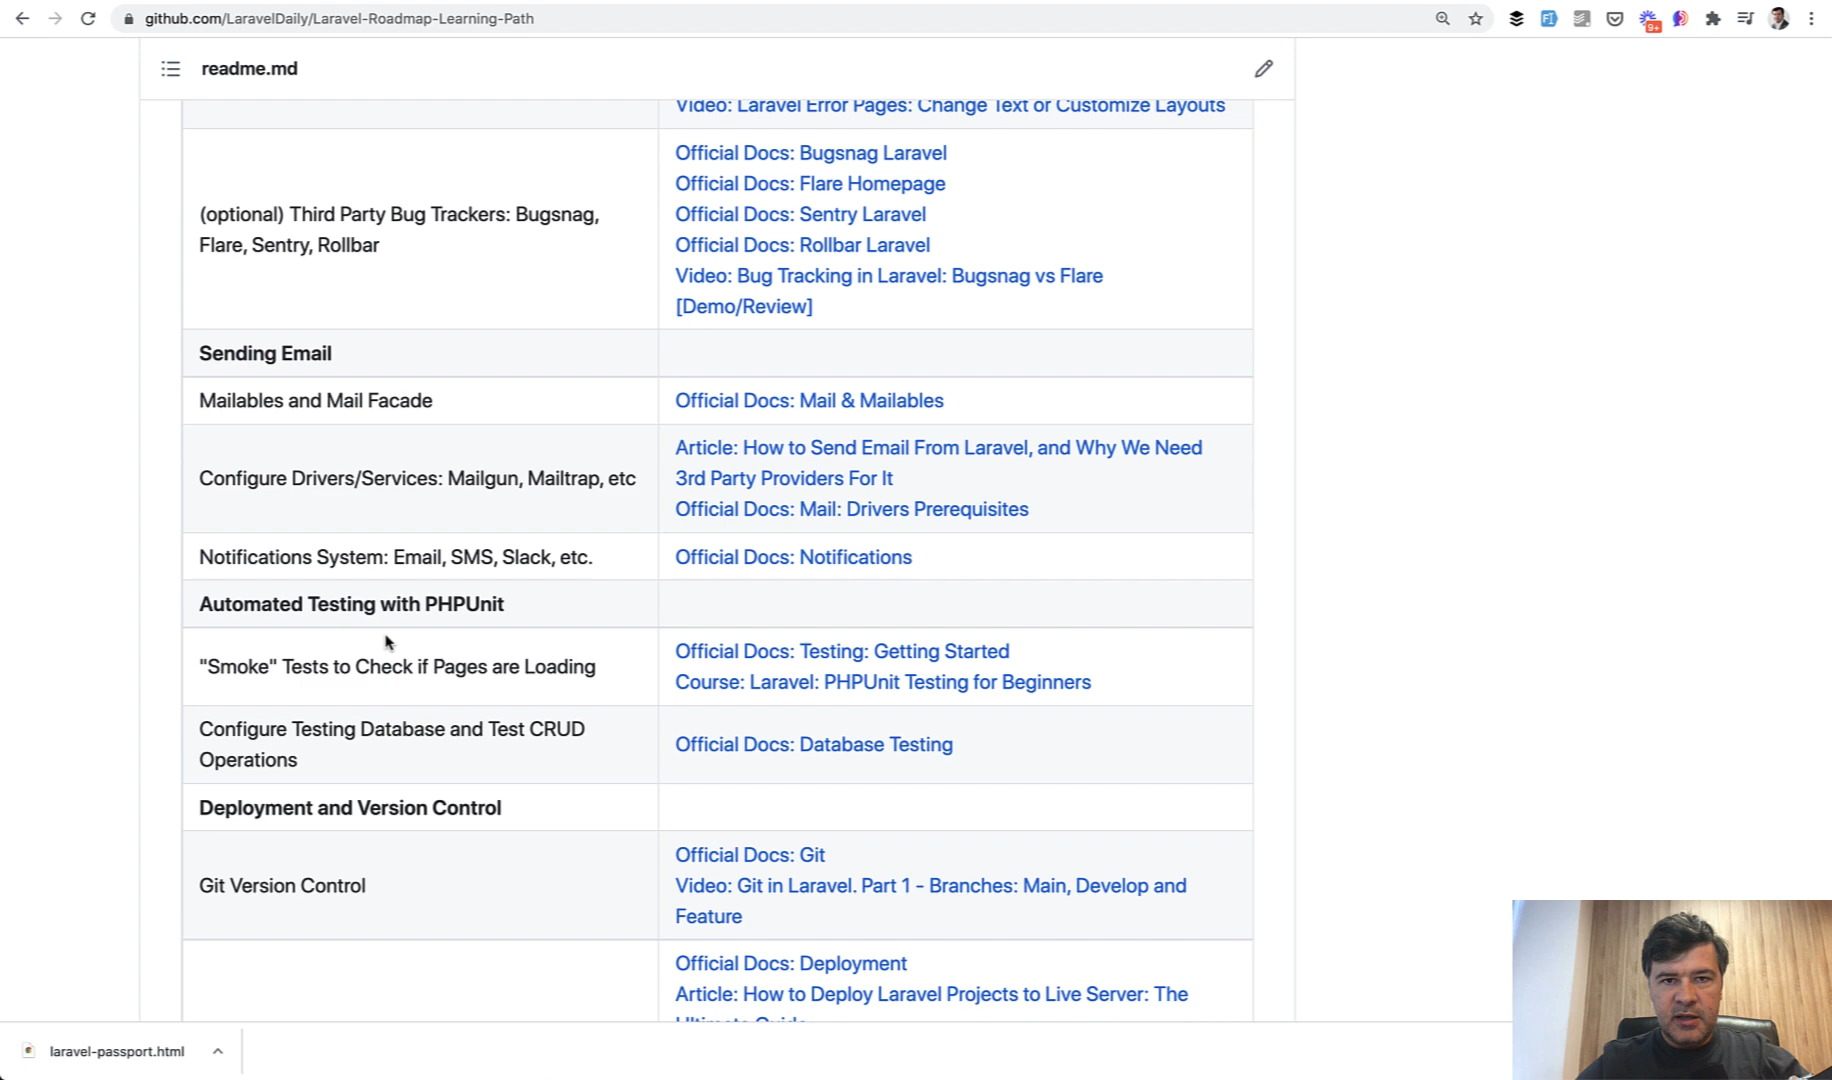 github.com/LaravelDaily/Laravel-Roadmap-Learning-Path
9+
readme.md
Video: Laravel Error Pages: Change Text or Customize Layouts
(optional) Third Party Bug Trackers: Bugsnag,
Flare, Sentry, Rollbar
Official Docs: Bugsnag Laravel
Official Docs: Flare Homepage
Official Docs: Sentry Laravel
Official Docs: Rollbar Laravel
Video: Bug Tracking in Laravel: Bugsnag vs Flare
[Demo/Review]
Sending Email
Mailables and Mail Facade
Official Docs: Mail & Mailables
Configure Drivers/Services: Mailgun, Mailtrap, etc
Article: How to Send Email From Laravel, and Why We Need
3rd Party Providers For It
Official Docs: Mail: Drivers Prerequisites
Notifications System: Email, SMS, Slack, etc.
Official Docs: Notifications
Automated Testing with PHPUnit
"Smoke" Tests to Check if Pages are Loading
Official Docs: Testing: Getting Started
Course: Laravel: PHPUnit Testing for Beginners
Configure Testing Database and Test CRUD
Operations
Official Docs: Database Testing
Deployment and Version Control
Git Version Control
Official Docs: Git
Video: Git in Laravel. Part 1 - Branches: Main, Develop and
Feature
Official Docs: Deployment
Article: How to Deploy Laravel Projects to Live Server: The
Ultimate Guide
laravel-passport.html